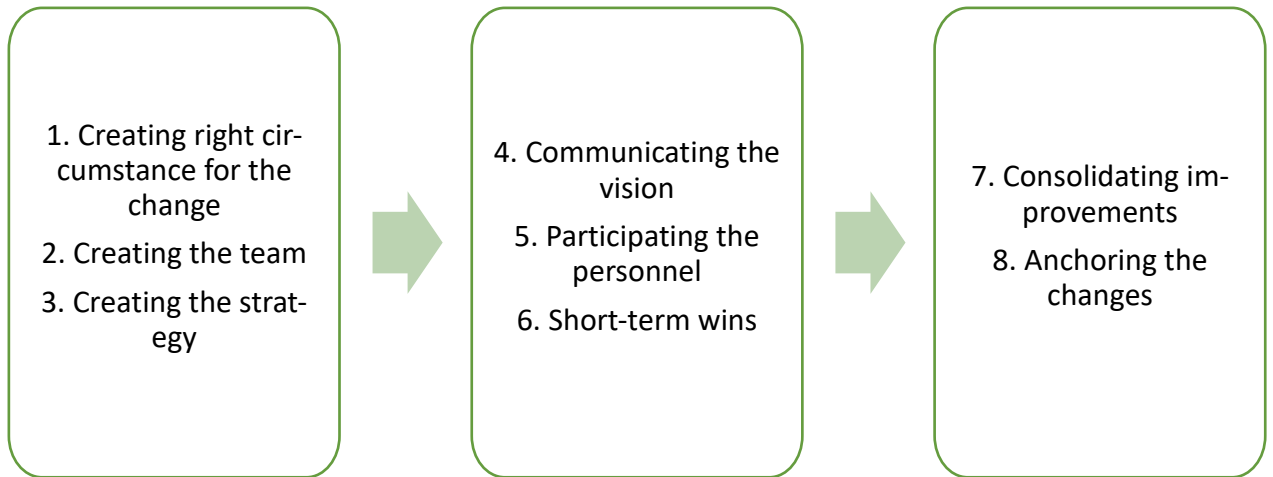 1. Creating right cir-
cumstance for the
change
2. Creating the team
3. Creating the strat-
egy
4. Communicating the
vision
5. Participating the
personnel
6. Short-term wins
7. Consolidating im-
provements
8. Anchoring the
changes